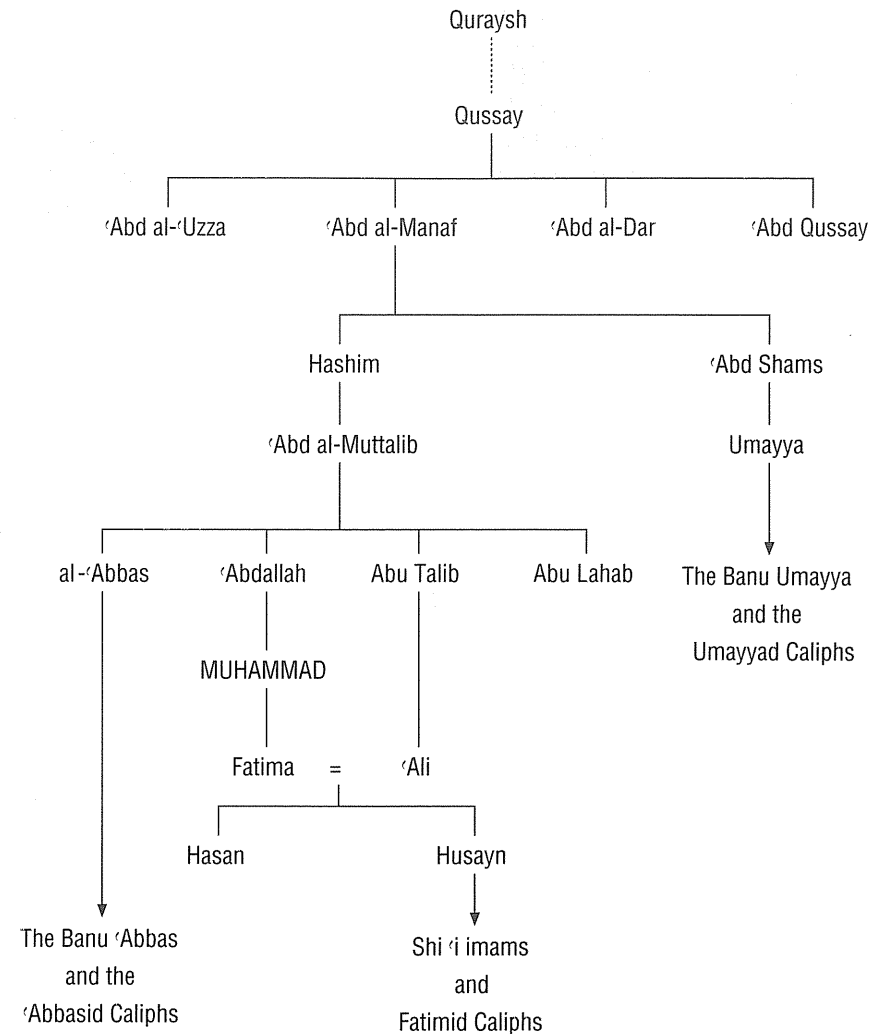 Quraysh
Qussay
ʿAbd al-ʿUzza
ʿAbd al-Manaf
ʿAbd al-Dar
ʿAbd Qussay
Hashim
ʿAbd Shams
ʿAbd al-Muttalib
Umayya
al-ʿAbbas
ʿAbdallah
Abu Talib
Abu Lahab
The Banu Umayya
and the
Umayyad Caliphs
MUHAMMAD
Fatima = ʿAli
Hasan
Husayn
The Banu ʿAbbas
and the
ʿAbbasid Caliphs
Shi ʿi imams
and
Fatimid Caliphs